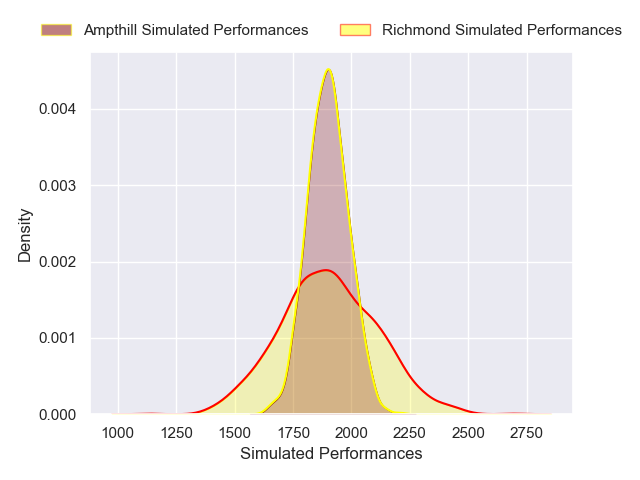 Ampthill Simulated Performances Richmond Simulated Performances
0.004
0.003
0.002
0.001
0.000
Density
1000 1250 1500 1750 2000 2250 2500 2750
Simulated Performances